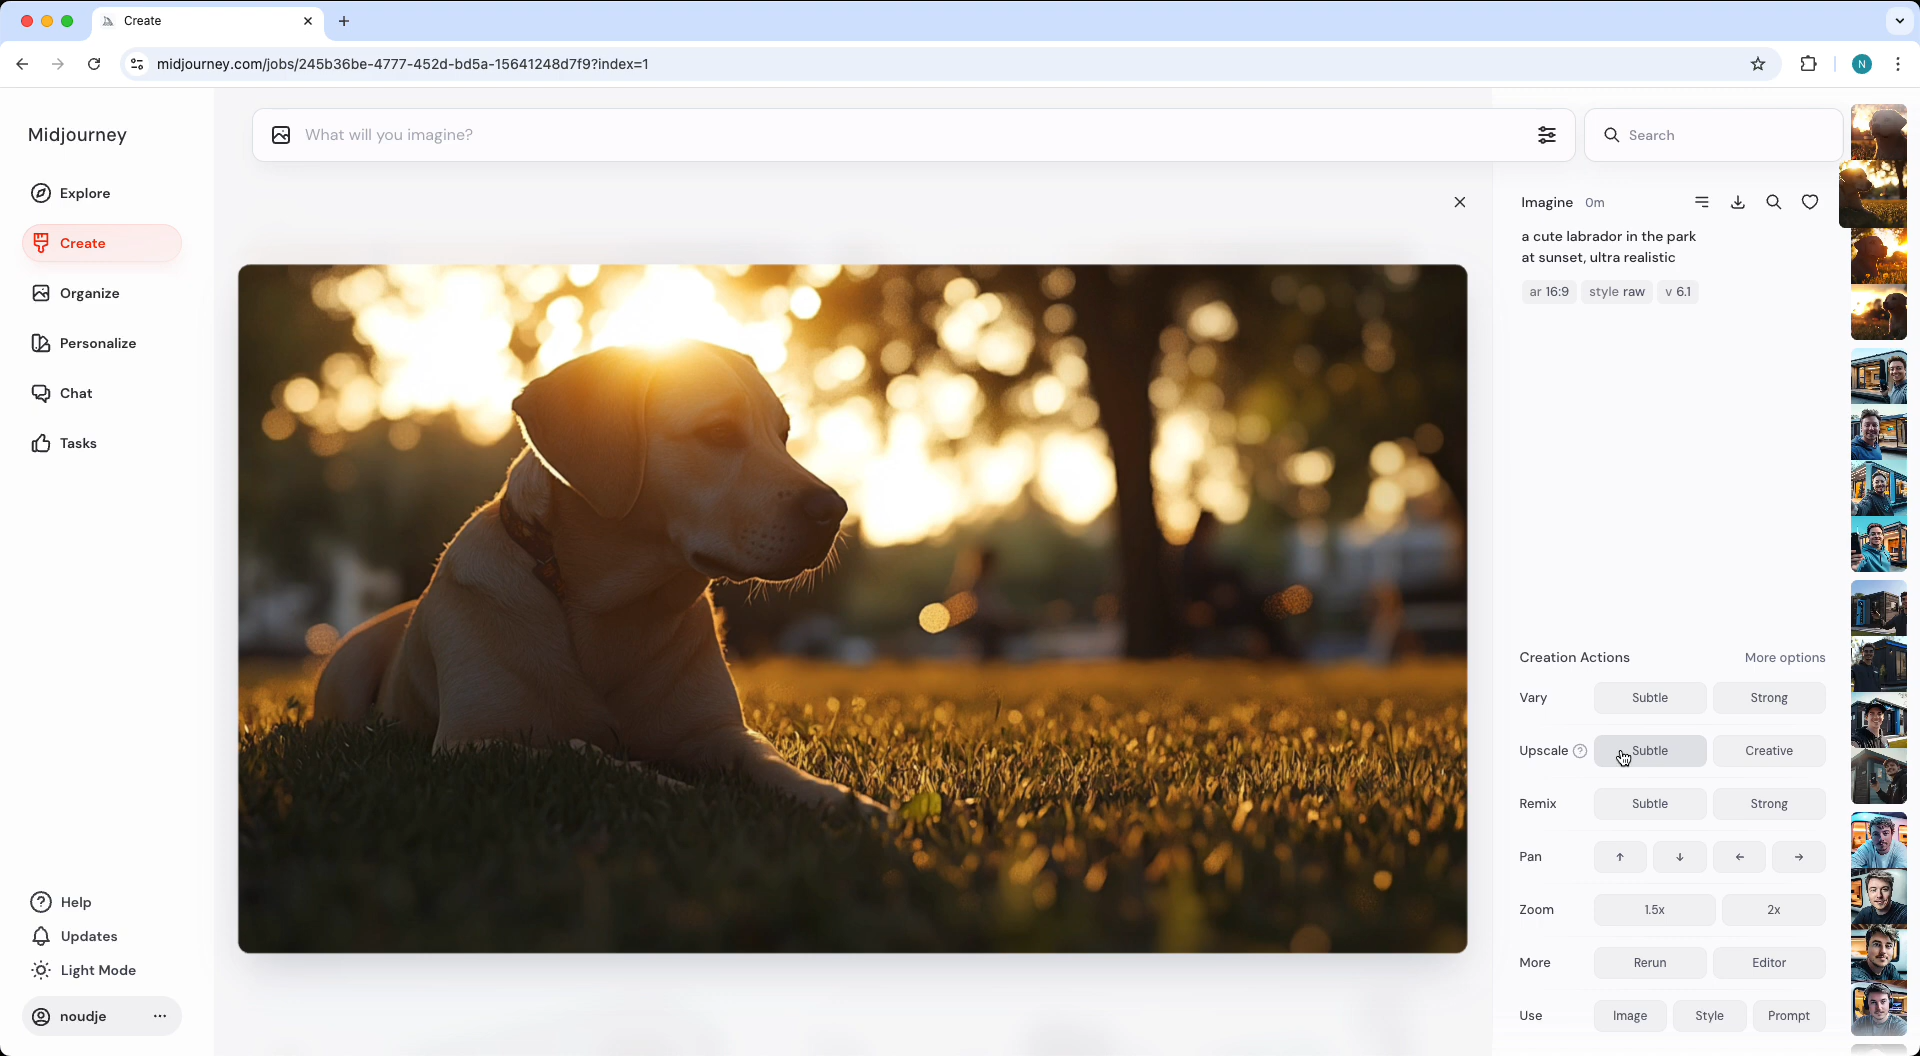 Create
midjourney.com/jobs/245b36be-4777-452d-bd5a-15641248d7f9?index=1
N
Midjourney
What will you imagine?
Search
Explore
Create
Organize
Personalize
Chat
Tasks
Imagine 0m
a cute labrador in the park
at sunset, ultra realistic
ar 16:9 style raw v 6.1
Creation Actions More options
Vary Subtle Strong
Upscale ? Subtle Creative
Remix Subtle Strong
Pan ↑ ↓ ← →
Zoom 1.5x 2x
More Rerun Editor
Use Image Style Prompt
Help
Updates
Light Mode
noudje ...